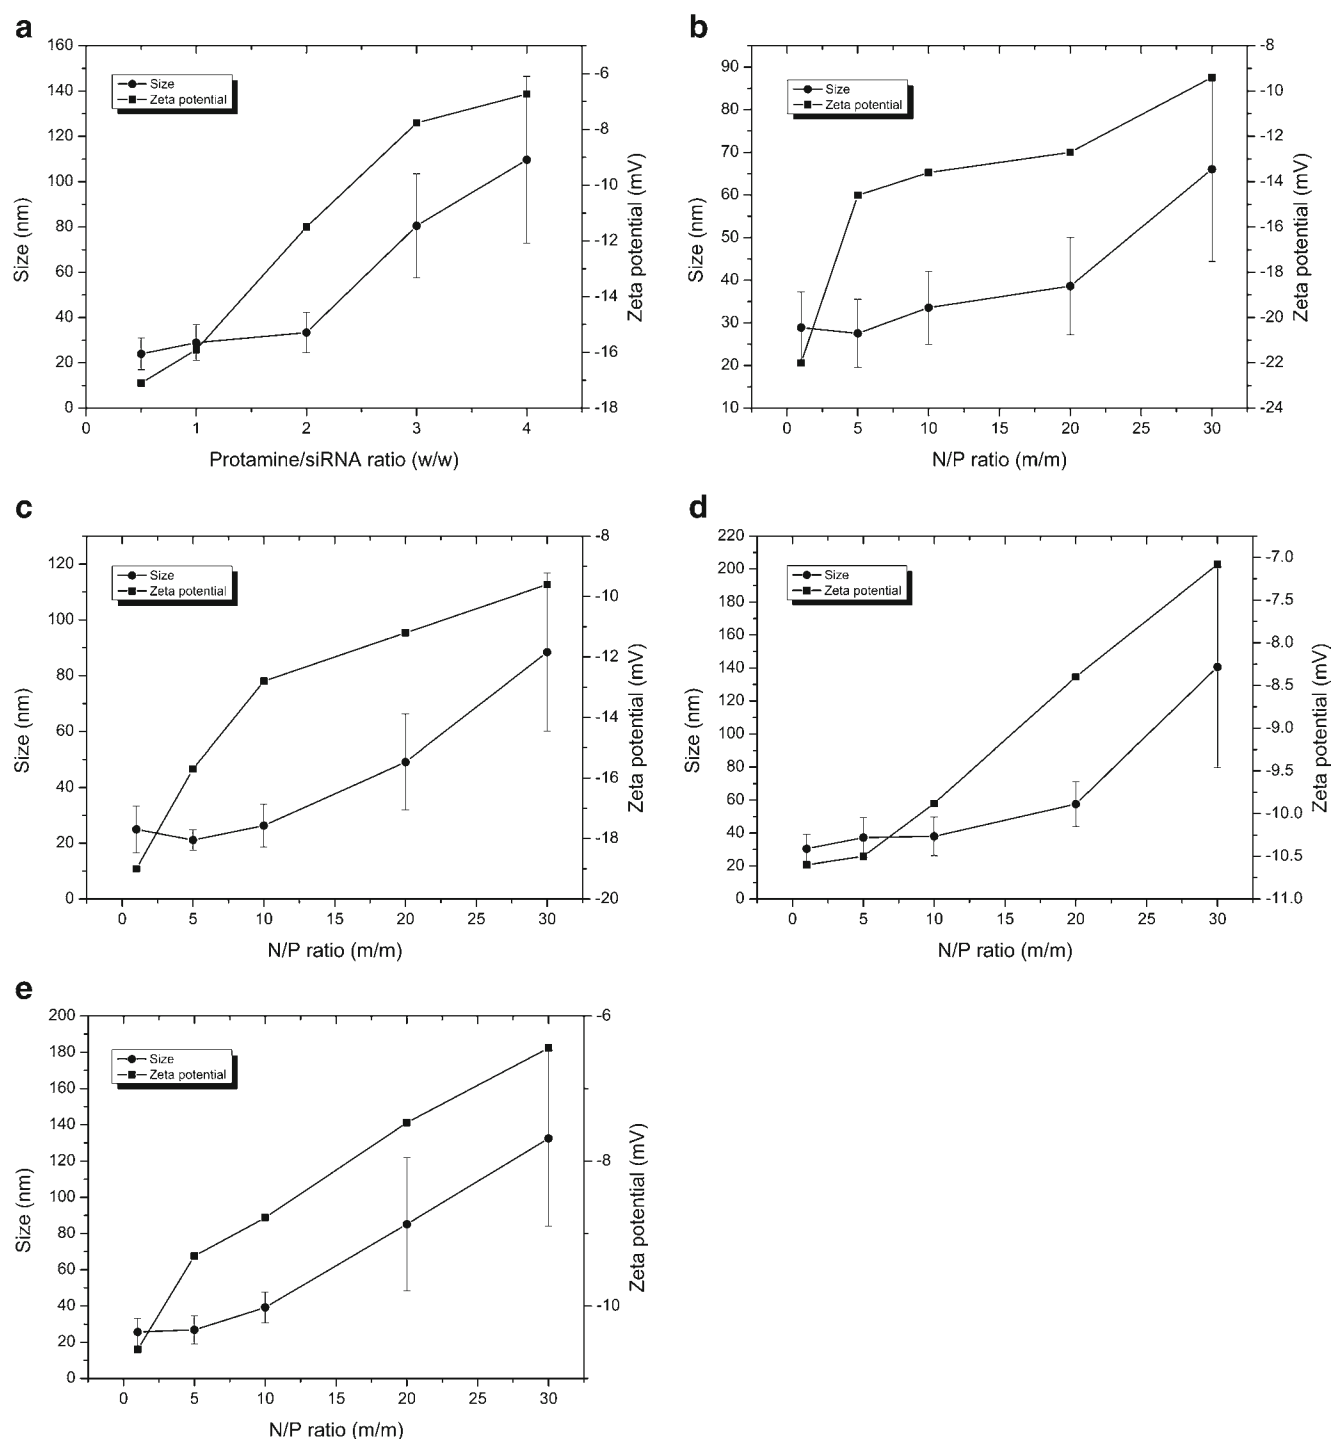 a
160
140
120
100
80
60
40
20
0
Size (nm)
Size
Zeta potential
-6
-8
-10
-12
-14
-16
-18
Zeta potential (mV)
0 1 2 3 4
Protamine/siRNA ratio (w/w)
b
90
80
70
60
50
40
30
20
10
Size (nm)
Size
Zeta potential
-8
-10
-12
-14
-16
-18
-20
-22
-24
Zeta potential (mV)
0 5 10 15 20 25 30
N/P ratio (m/m)
c
120
100
80
60
40
20
0
Size (nm)
Size
Zeta potential
-8
-10
-12
-14
-16
-18
-20
Zeta potential (mV)
0 5 10 15 20 25 30
N/P ratio (m/m)
d
220
200
180
160
140
120
100
80
60
40
20
0
Size (nm)
Size
Zeta potential
-7.0
-7.5
-8.0
-8.5
-9.0
-9.5
-10.0
-10.5
-11.0
Zeta potential (mV)
0 5 10 15 20 25 30
N/P ratio (m/m)
e
200
180
160
140
120
100
80
60
40
20
0
Size (nm)
Size
Zeta potential
-6
-8
-10
Zeta potential (mV)
0 5 10 15 20 25 30
N/P ratio (m/m)